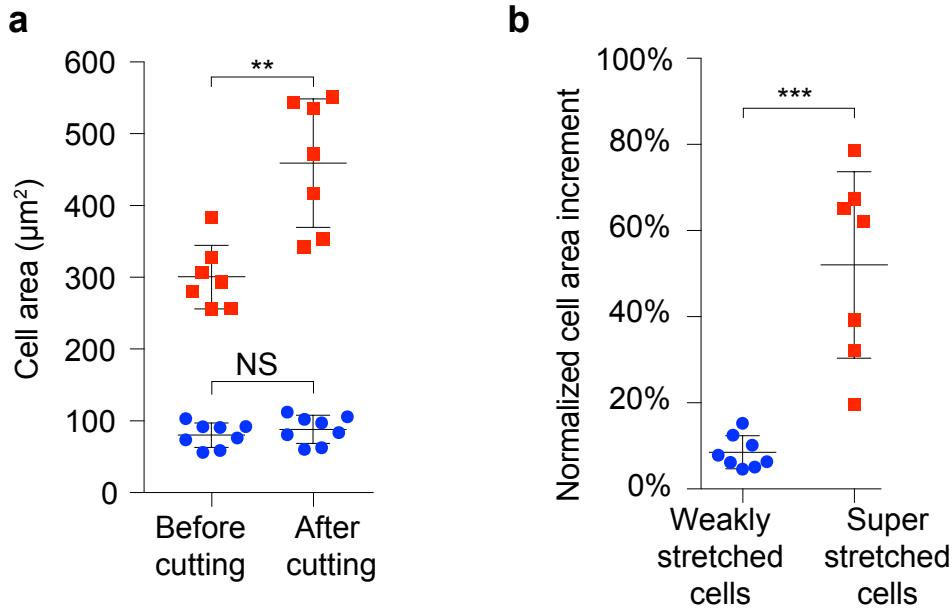 a
Cell area (µm²)
600
500
400
300
200
100
0
**
NS
Before
cutting
After
cutting
b
Normalized cell area increment
100%
80%
60%
40%
20%
0%
***
Weakly
stretched
cells
Super
stretched
cells